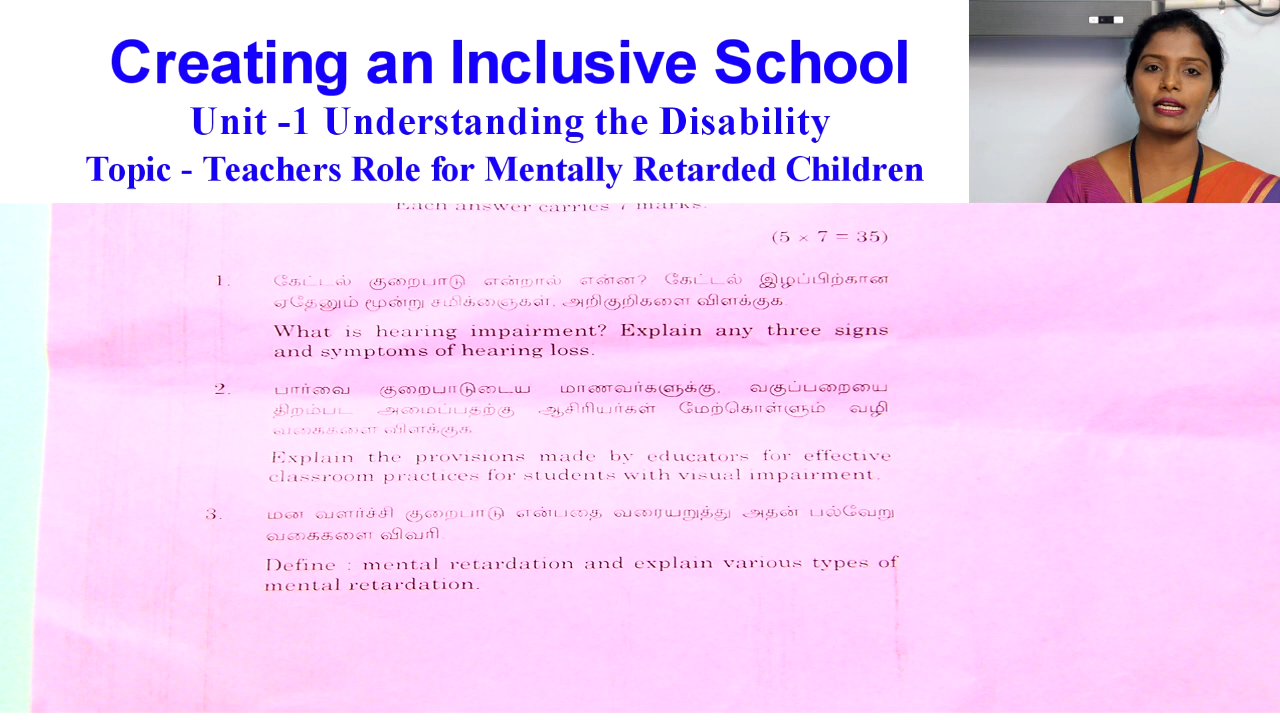 Creating an Inclusive School
Unit -1 Understanding the Disability
Topic - Teachers Role for Mentally Retarded Children
Each answer carries 7 marks.
(5 × 7 = 35)
1. கேட்டல் குறைபாடு என்றால் என்ன? கேட்டல் இழப்பிற்கான
ஏதேனும் மூன்று சமிக்ஞைகள், அறிகுறிகளை விளக்குக.
What is hearing impairment? Explain any three signs
and symptoms of hearing loss.
2. பார்வை குறைபாடுடைய மாணவர்களுக்கு, வகுப்பறையை
திறம்பட அமைப்பதற்கு ஆசிரியர்கள் மேற்கொள்ளும் வழி
வகைகளை விளக்குக.
Explain the provisions made by educators for effective
classroom practices for students with visual impairment.
3. மன வளர்ச்சி குறைபாடு என்பதை வரையறுத்து அதன் பல்வேறு
வகைகளை விவரி.
Define : mental retardation and explain various types of
mental retardation.